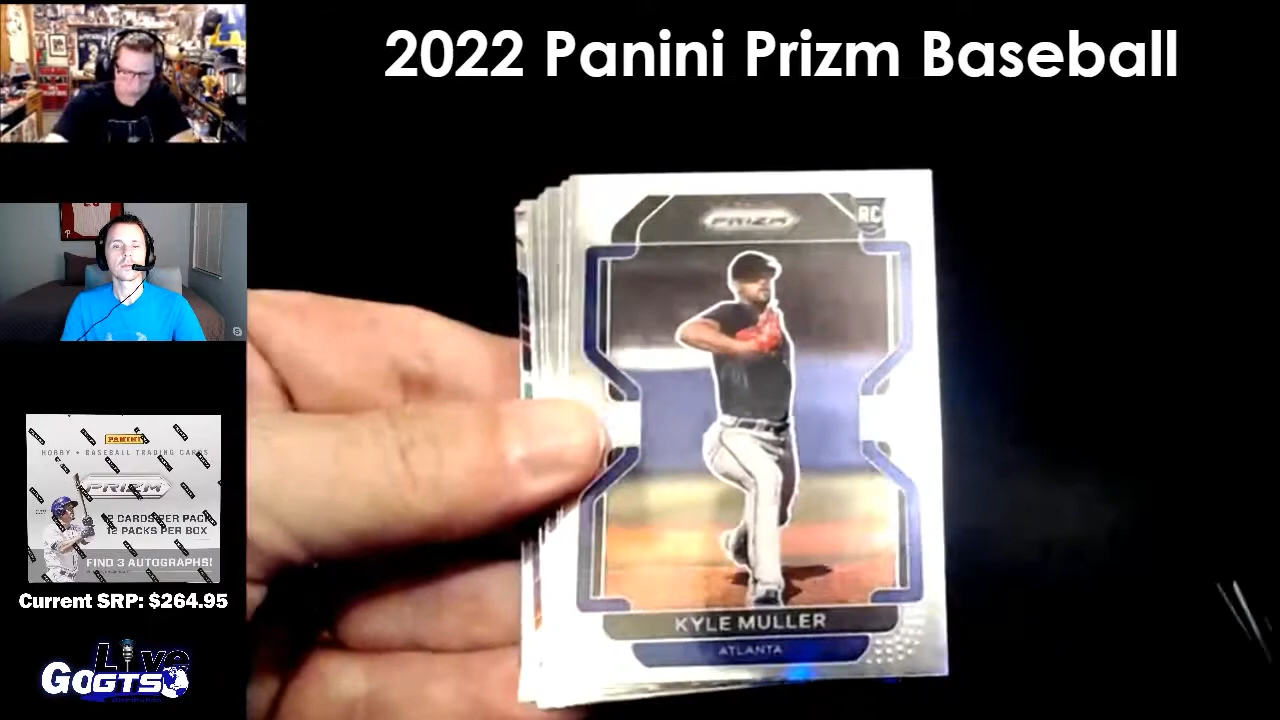 2022 Panini Prizm Baseball
PRIZM
RC
KYLE MULLER
ATLANTA
PANINI
HOBBY • BASEBALL TRADING CARDS
PRIZM
CARDS PER PACK
12 PACKS PER BOX
FIND 3 AUTOGRAPHS!
Current SRP: $264.95
GoGTS Live